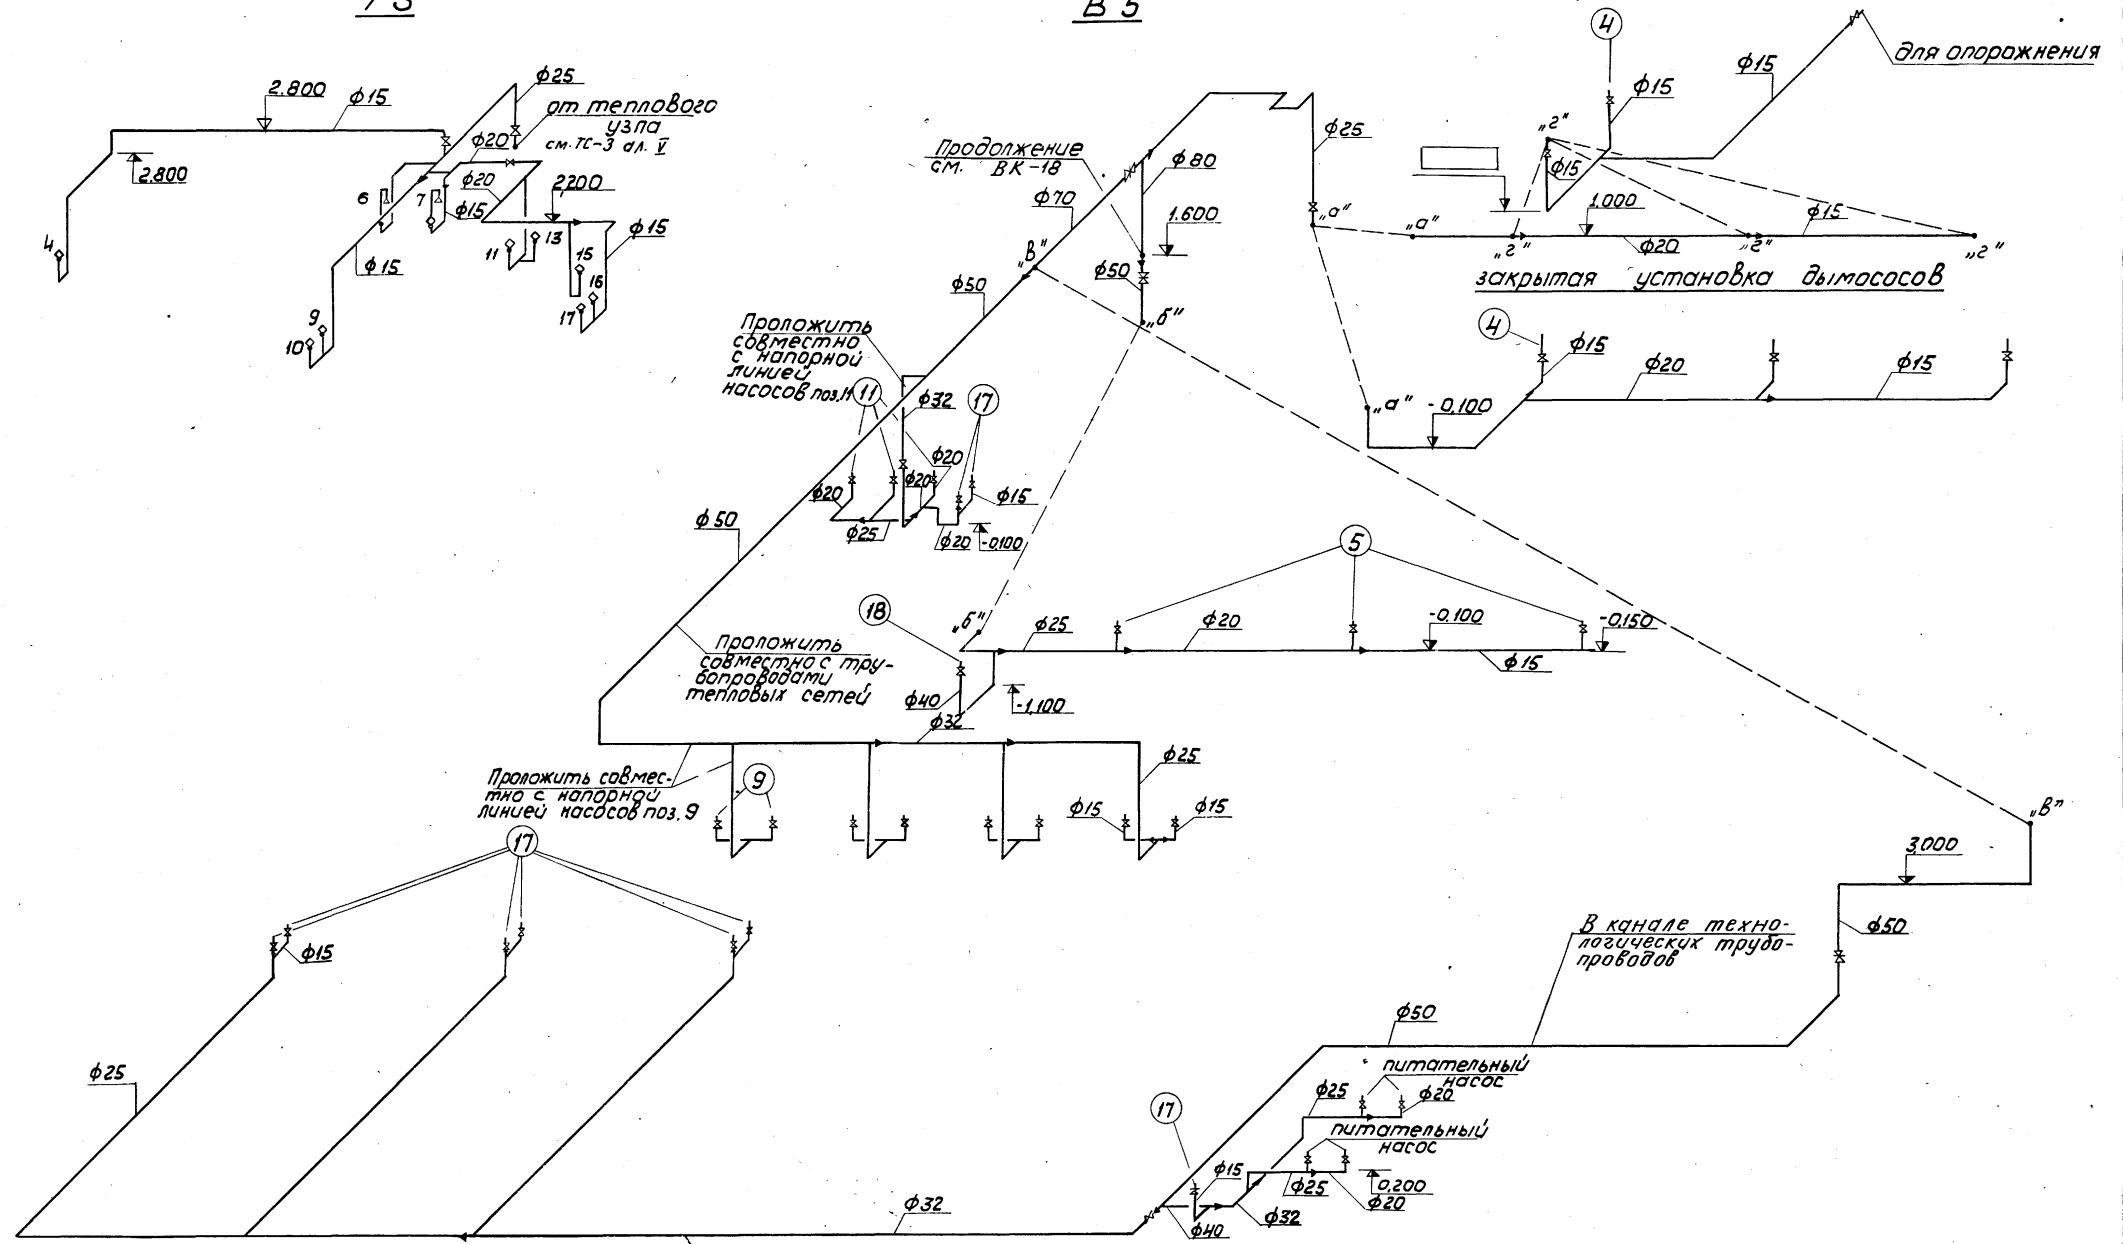 Т3
В 5
2.800
ф15
ф25
от теплового
узла
см. ТС-3 ал. V
2.800
ф20
ф20
2.200
6
7
ф15
ф15
4
11
13
15
16
17
ф15
9
10
Продолжение
см. ВК-18
ф80
ф70
1.600
„В"
ф50
ф50
„б"
ф25
„а"
„а"
4
ф15
ф15
для опорожнения
„г"
ф15
1.000
ф15
„г"
ф20
„г"
„г"
закрытая установка дымососов
4
ф15
ф20
ф15
„а"
-0,100
Проложить
совместно
с напорной
линией
насосов поз.11
11
ф32
17
ф20
ф20
ф20
ф15
ф25
ф20
-0,100
ф50
5
18
„б"
ф25
ф20
-0,100
-0,150
ф15
Проложить
совместно с тру-
бопроводами
тепловых сетей
ф40
-1,100
ф32
ф25
Проложить совмес-
тно с напорной
линией насосов поз. 9
9
ф15
ф15
17
„В"
3,000
ф50
В канале техно-
логических трубо-
проводов
ф15
ф50
ф25
питательный
насос
ф25
ф20
17
питательный
насос
ф15
ф25
0,200
ф20
ф32
ф40
ф32